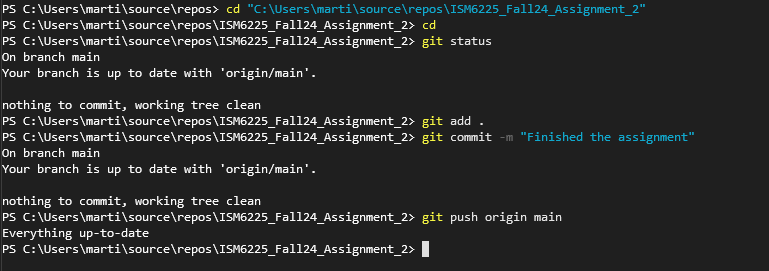 PS C:\Users\marti\source\repos> cd "C:\Users\marti\source\repos\ISM6225_Fall24_Assignment_2"
PS C:\Users\marti\source\repos\ISM6225_Fall24_Assignment_2> cd
PS C:\Users\marti\source\repos\ISM6225_Fall24_Assignment_2> git status
On branch main
Your branch is up to date with 'origin/main'.
nothing to commit, working tree clean
PS C:\Users\marti\source\repos\ISM6225_Fall24_Assignment_2> git add .
PS C:\Users\marti\source\repos\ISM6225_Fall24_Assignment_2> git commit -m "Finished the assignment"
On branch main
Your branch is up to date with 'origin/main'.
nothing to commit, working tree clean
PS C:\Users\marti\source\repos\ISM6225_Fall24_Assignment_2> git push origin main
Everything up-to-date
PS C:\Users\marti\source\repos\ISM6225_Fall24_Assignment_2>